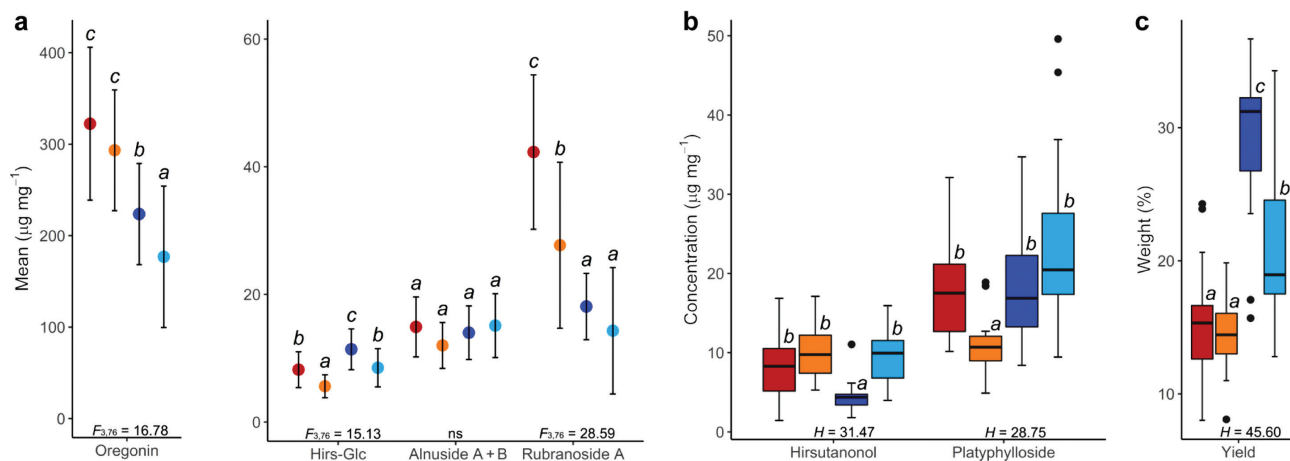 a
Mean (µg mg⁻¹)
400
300
200
100
0
c
c
b
a
F3,76 = 16.78
Oregonin
60
40
20
0
b
a
c
b
F3,76 = 15.13
Hirs-Glc
a
a
a
a
ns
Alnuside A + B
c
b
a
a
F3,76 = 28.59
Rubranoside A
b
Concentration (µg mg⁻¹)
50
40
30
20
10
0
b
b
a
b
H = 31.47
Hirsutanonol
b
a
b
b
H = 28.75
Platyphylloside
c
Weight (%)
30
20
10
a
a
c
b
H = 45.60
Yield